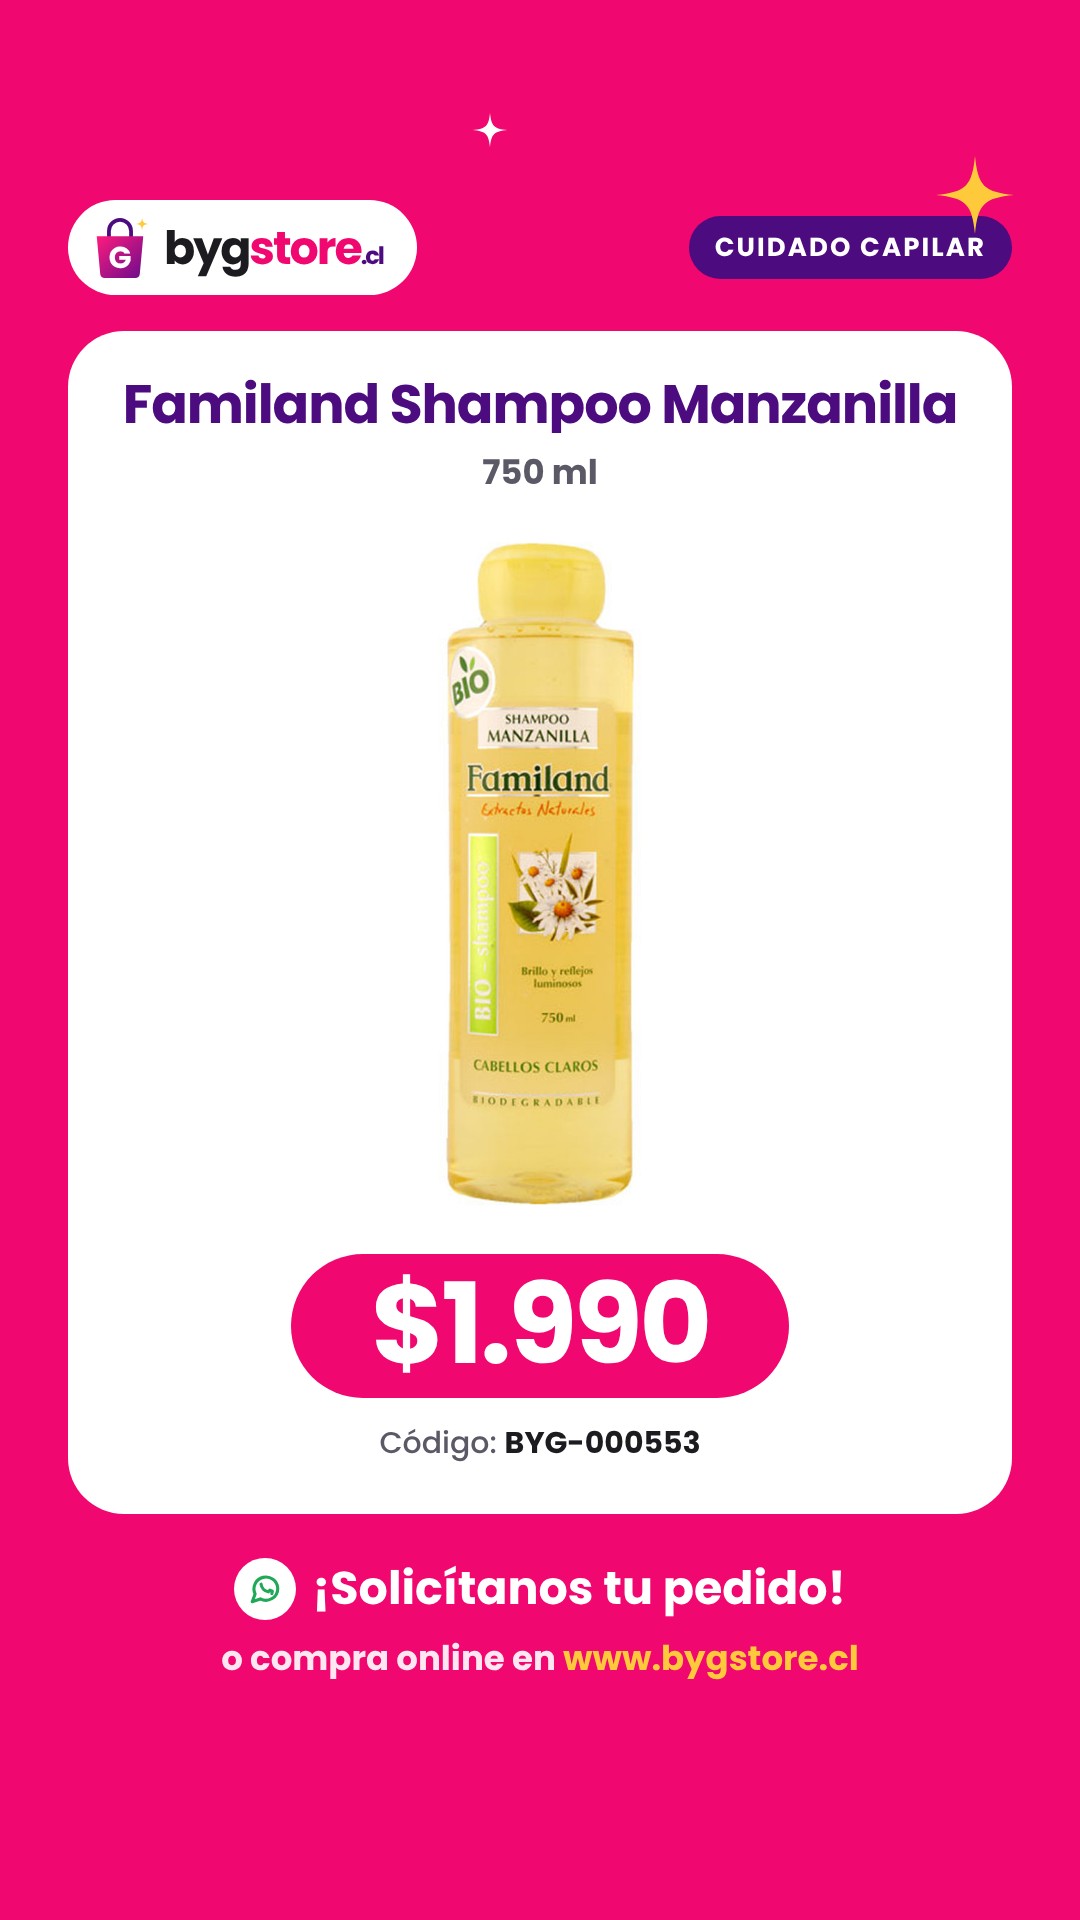 G bygstore.cl
CUIDADO CAPILAR
Familand Shampoo Manzanilla
750 ml
BIO
SHAMPOO
MANZANILLA
Familand
Extractos Naturales
BIO - shampoo
Brillo y reflejos
luminosos
750 ml
CABELLOS CLAROS
BIODEGRADABLE
$1.990
Código: BYG-000553
¡Solicítanos tu pedido!
o compra online en www.bygstore.cl